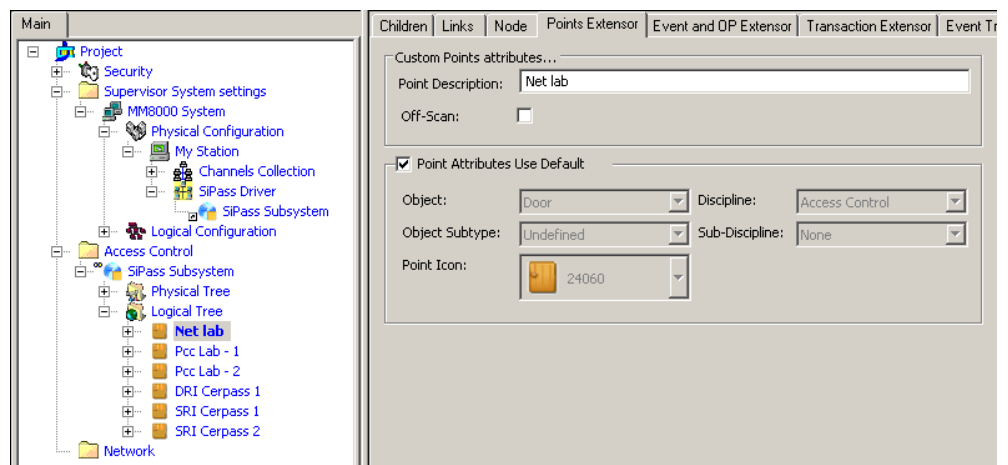 Main
Project
Security
Supervisor System settings
MM8000 System
Physical Configuration
My Station
Channels Collection
SiPass Driver
SiPass Subsystem
Logical Configuration
Access Control
SiPass Subsystem
Physical Tree
Logical Tree
Net lab
Pcc Lab - 1
Pcc Lab - 2
DRI Cerpass 1
SRI Cerpass 1
SRI Cerpass 2
Network
Children Links Node Points Extensor Event and OP Extensor Transaction Extensor Event Tr
Custom Points attributes...
Point Description: Net lab
Off-Scan:
Point Attributes Use Default
Object: Door Discipline: Access Control
Object Subtype: Undefined Sub-Discipline: None
Point Icon: 24060